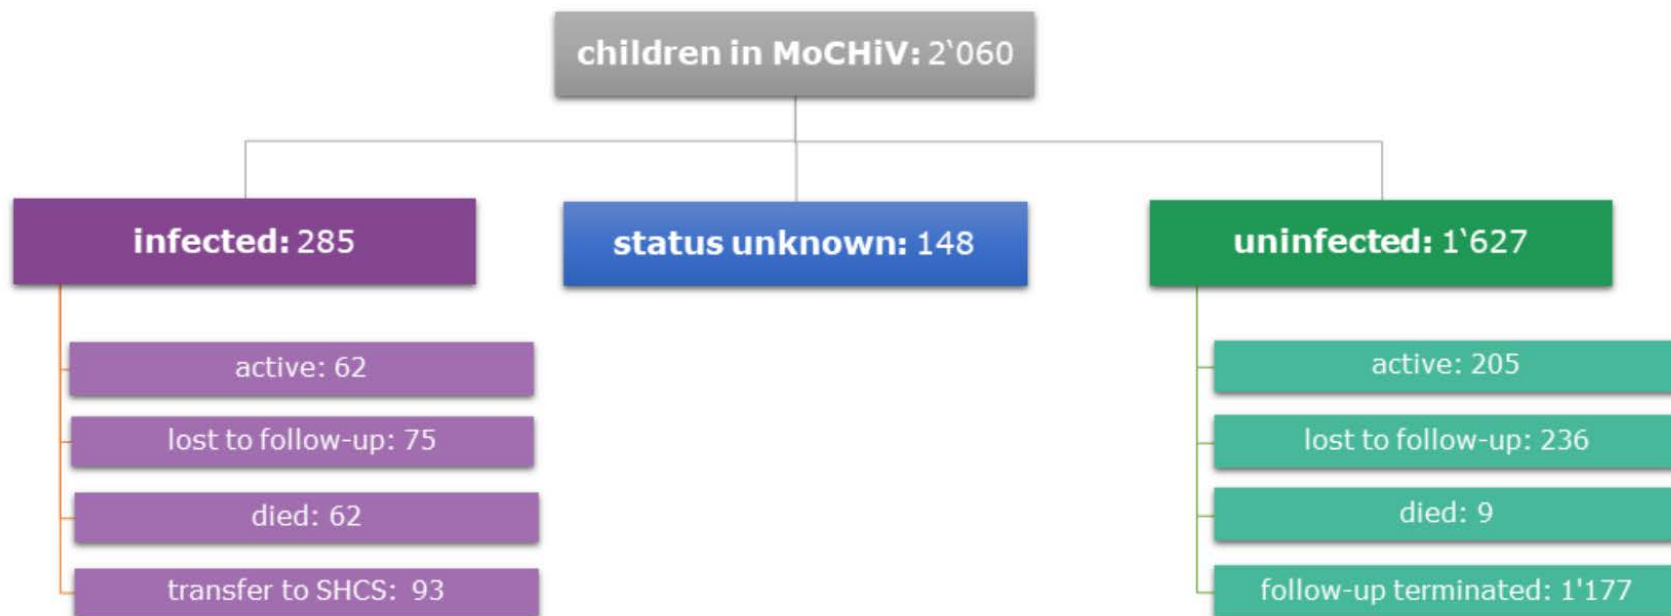 children in MoCHiV: 2‘060
infected: 285
status unknown: 148
uninfected: 1‘627
active: 62
lost to follow-up: 75
died: 62
transfer to SHCS: 93
active: 205
lost to follow-up: 236
died: 9
follow-up terminated: 1'177